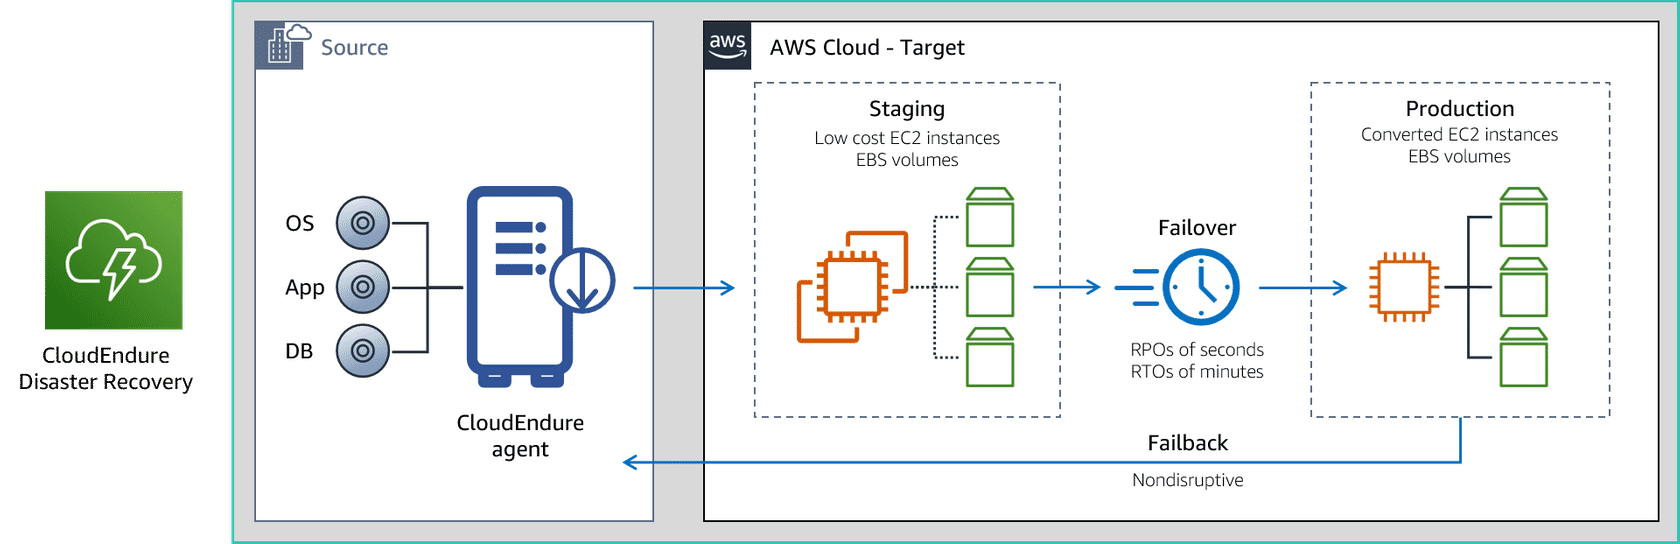 CloudEndure
Disaster Recovery
Source
OS
App
DB
CloudEndure
agent
aws
AWS Cloud - Target
Staging
Low cost EC2 instances
EBS volumes
Failover
RPOs of seconds
RTOs of minutes
Production
Converted EC2 instances
EBS volumes
Failback
Nondisruptive